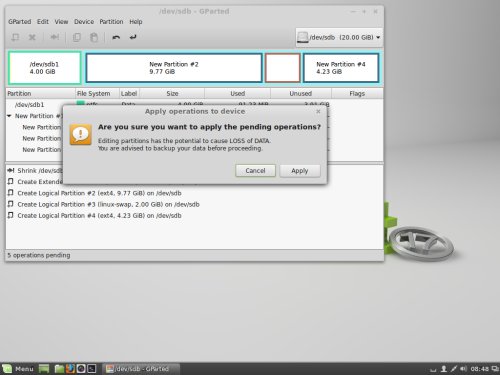 /dev/sdb - GParted
GParted Edit View Device Partition Help
/dev/sdb (20.00 GiB)
/dev/sdb1
4.00 GiB
New Partition #2
9.77 GiB
New Partition #4
4.23 GiB
Partition File System Label Size Used Unused Flags
/dev/sdb1 ntfs Data 4.00 GiB 91.23 MiB 3.91 GiB
New Partition #1
New Partition
New Partition
New Partition
Apply operations to device
Are you sure you want to apply the pending operations?
Editing partitions has the potential to cause LOSS of DATA.
You are advised to backup your data before proceeding.
Cancel Apply
Shrink /dev/sd
Create Extende
Create Logical Partition #2 (ext4, 9.77 GiB) on /dev/sdb
Create Logical Partition #3 (linux-swap, 2.00 GiB) on /dev/sdb
Create Logical Partition #4 (ext4, 4.23 GiB) on /dev/sdb
5 operations pending
Menu /dev/sdb - GParted 08:48